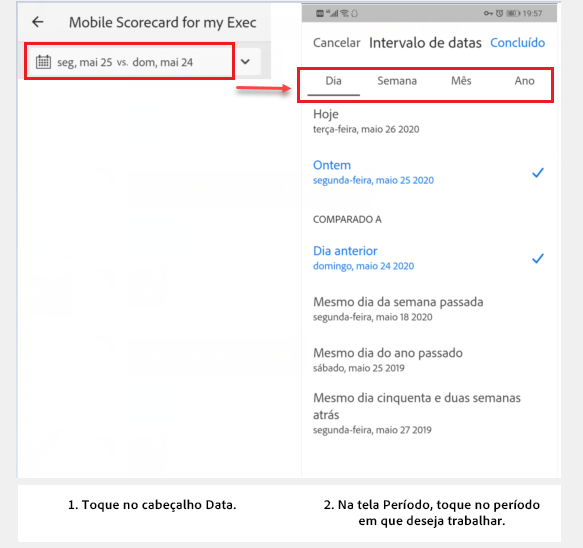 Mobile Scorecard for my Exec
seg, mai 25 vs. dom, mai 24
19:57
Cancelar Intervalo de datas Concluído
Dia Semana Mês Ano
Hoje
terça-feira, maio 26 2020
Ontem
segunda-feira, maio 25 2020
COMPARADO A
Dia anterior
domingo, maio 24 2020
Mesmo dia da semana passada
segunda-feira, maio 18 2020
Mesmo dia do ano passado
sábado, maio 25 2019
Mesmo dia cinquenta e duas semanas
atrás
segunda-feira, maio 27 2019
1. Toque no cabeçalho Data.
2. Na tela Período, toque no período
em que deseja trabalhar.